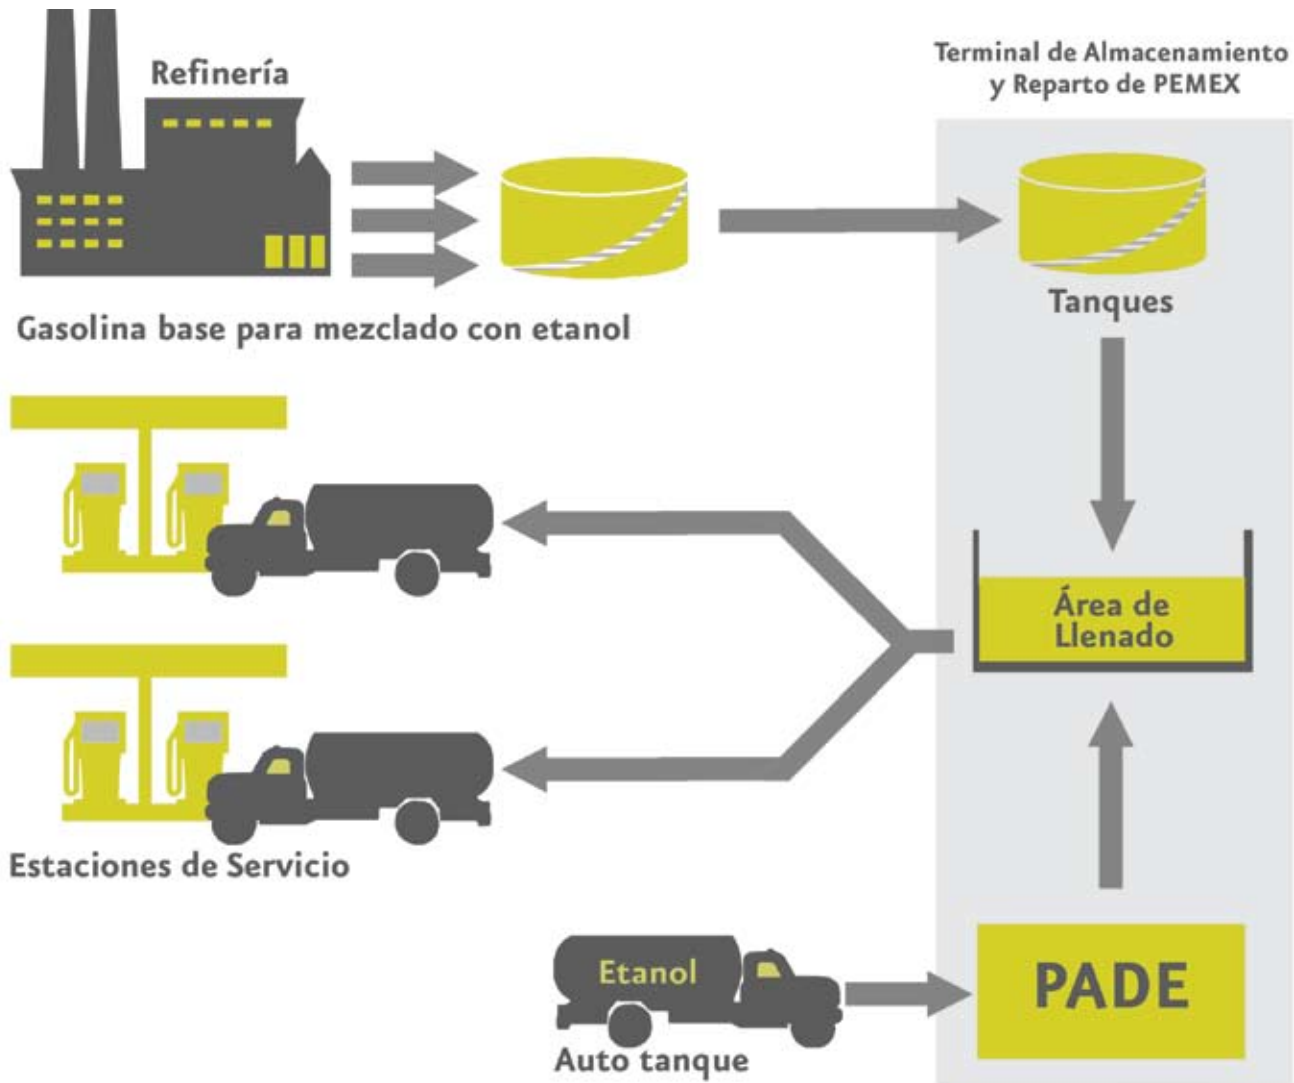 Refinería
Terminal de Almacenamiento
y Reparto de PEMEX
Tanques
Gasolina base para mezclado con etanol
Área de
Llenado
Estaciones de Servicio
Etanol
PADE
Auto tanque